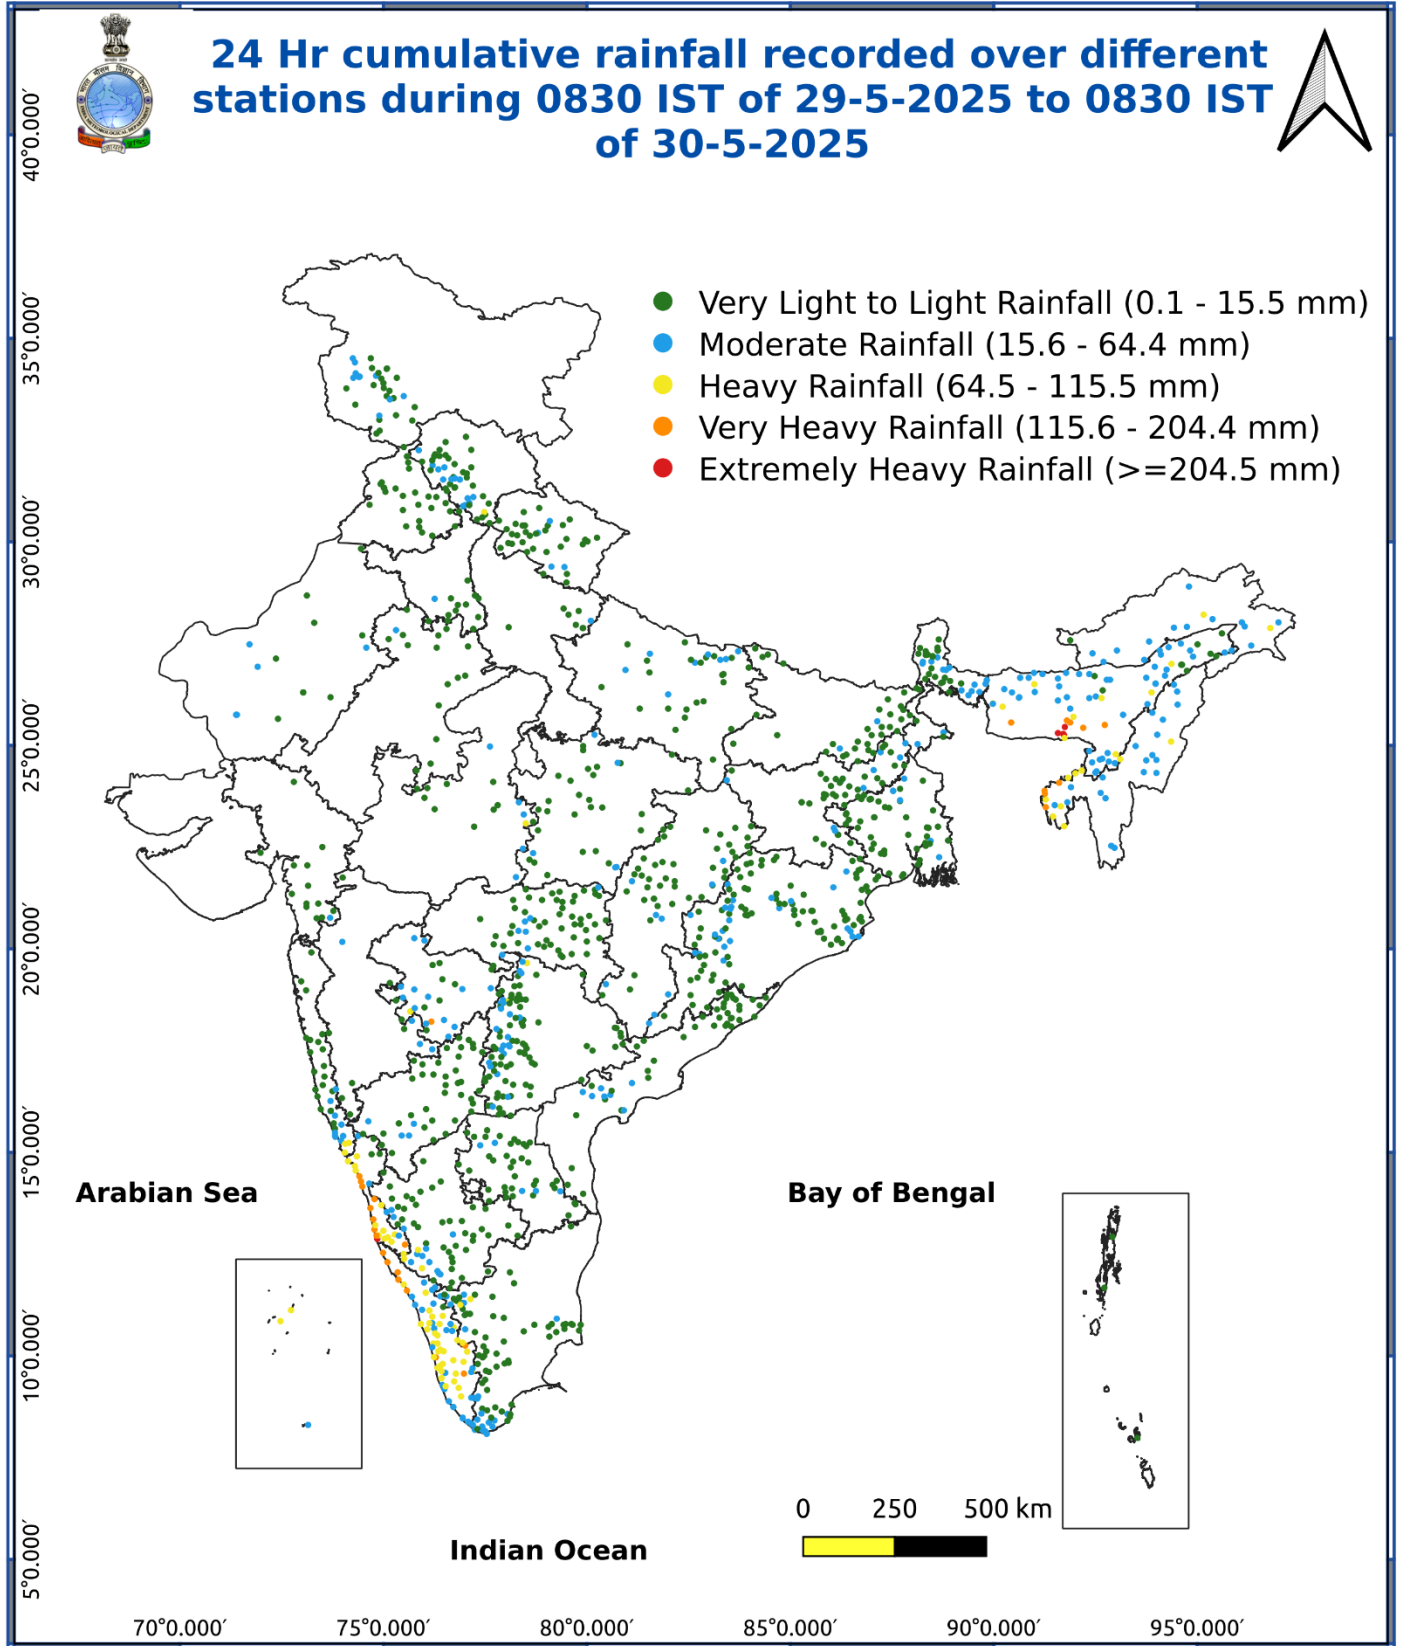 24 Hr cumulative rainfall recorded over different
stations during 0830 IST of 29-5-2025 to 0830 IST
of 30-5-2025
Very Light to Light Rainfall (0.1 - 15.5 mm)
Moderate Rainfall (15.6 - 64.4 mm)
Heavy Rainfall (64.5 - 115.5 mm)
Very Heavy Rainfall (115.6 - 204.4 mm)
Extremely Heavy Rainfall (>=204.5 mm)
40°0.000′
35°0.000′
30°0.000′
25°0.000′
20°0.000′
15°0.000′
10°0.000′
5°0.000′
Arabian Sea
Bay of Bengal
Indian Ocean
0 250 500 km
70°0.000′ 75°0.000′ 80°0.000′ 85°0.000′ 90°0.000′ 95°0.000′